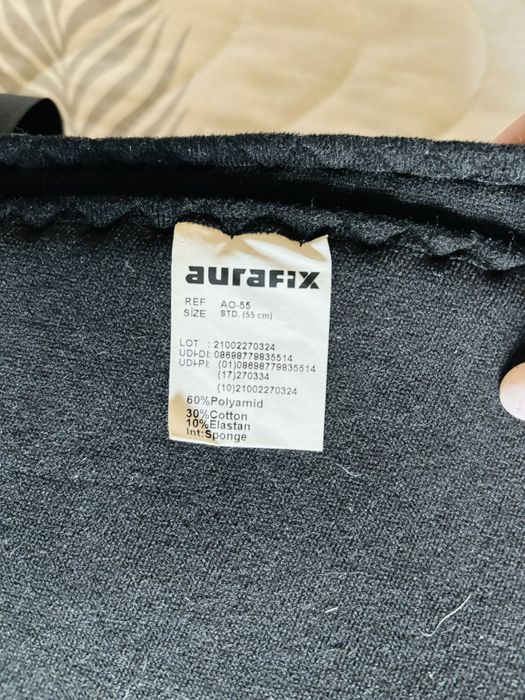 aurafix
REF AO-55
SIZE STD. (55 cm)
LOT : 21002270324
UDI-DI: 08698779835514
UDI-PI: (01)08698779835514
(17)270334
(10)21002270324
60%Polyamid
30%Cotton
10%Elastan
Int:Sponge